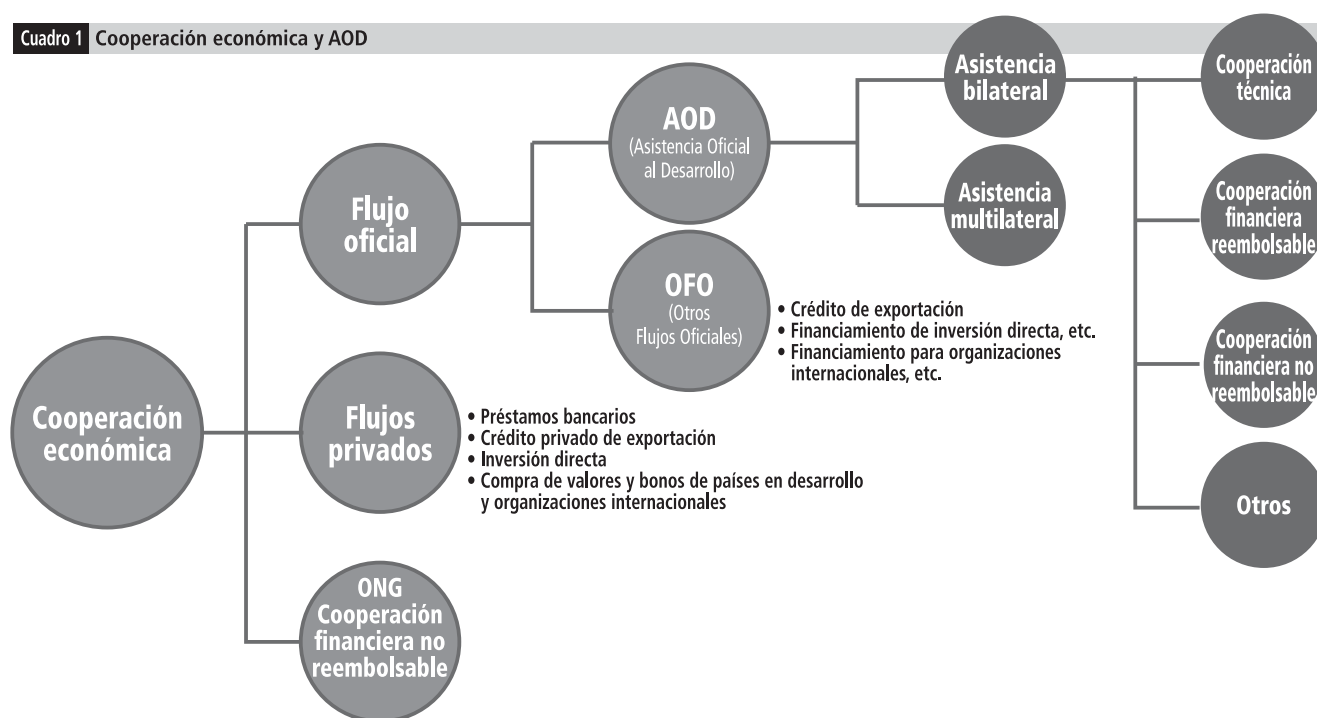 Cuadro 1 Cooperación económica y AOD
Cooperación
económica
Flujo
oficial
AOD
(Asistencia Oficial
al Desarrollo)
Asistencia
bilateral
Cooperación
técnica
Cooperación
financiera
reembolsable
Cooperación
financiera no
reembolsable
Otros
Asistencia
multilateral
OFO
(Otros
Flujos Oficiales)
• Crédito de exportación
• Financiamiento de inversión directa, etc.
• Financiamiento para organizaciones
internacionales, etc.
Flujos
privados
• Préstamos bancarios
• Crédito privado de exportación
• Inversión directa
• Compra de valores y bonos de países en desarrollo
y organizaciones internacionales
ONG
Cooperación
financiera no
reembolsable